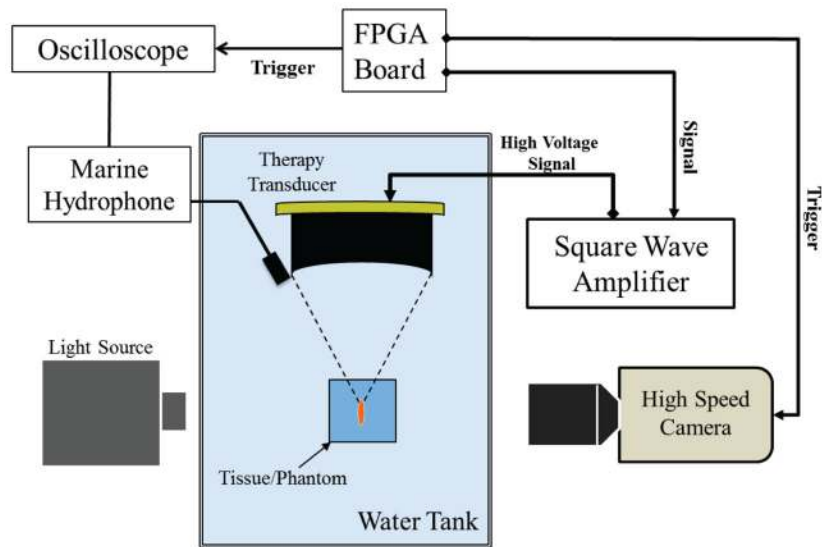 Oscilloscope
Trigger
FPGA
Board
Marine
Hydrophone
Therapy
Transducer
High Voltage
Signal
Signal
Trigger
Square Wave
Amplifier
Light Source
High Speed
Camera
Tissue/Phantom
Water Tank